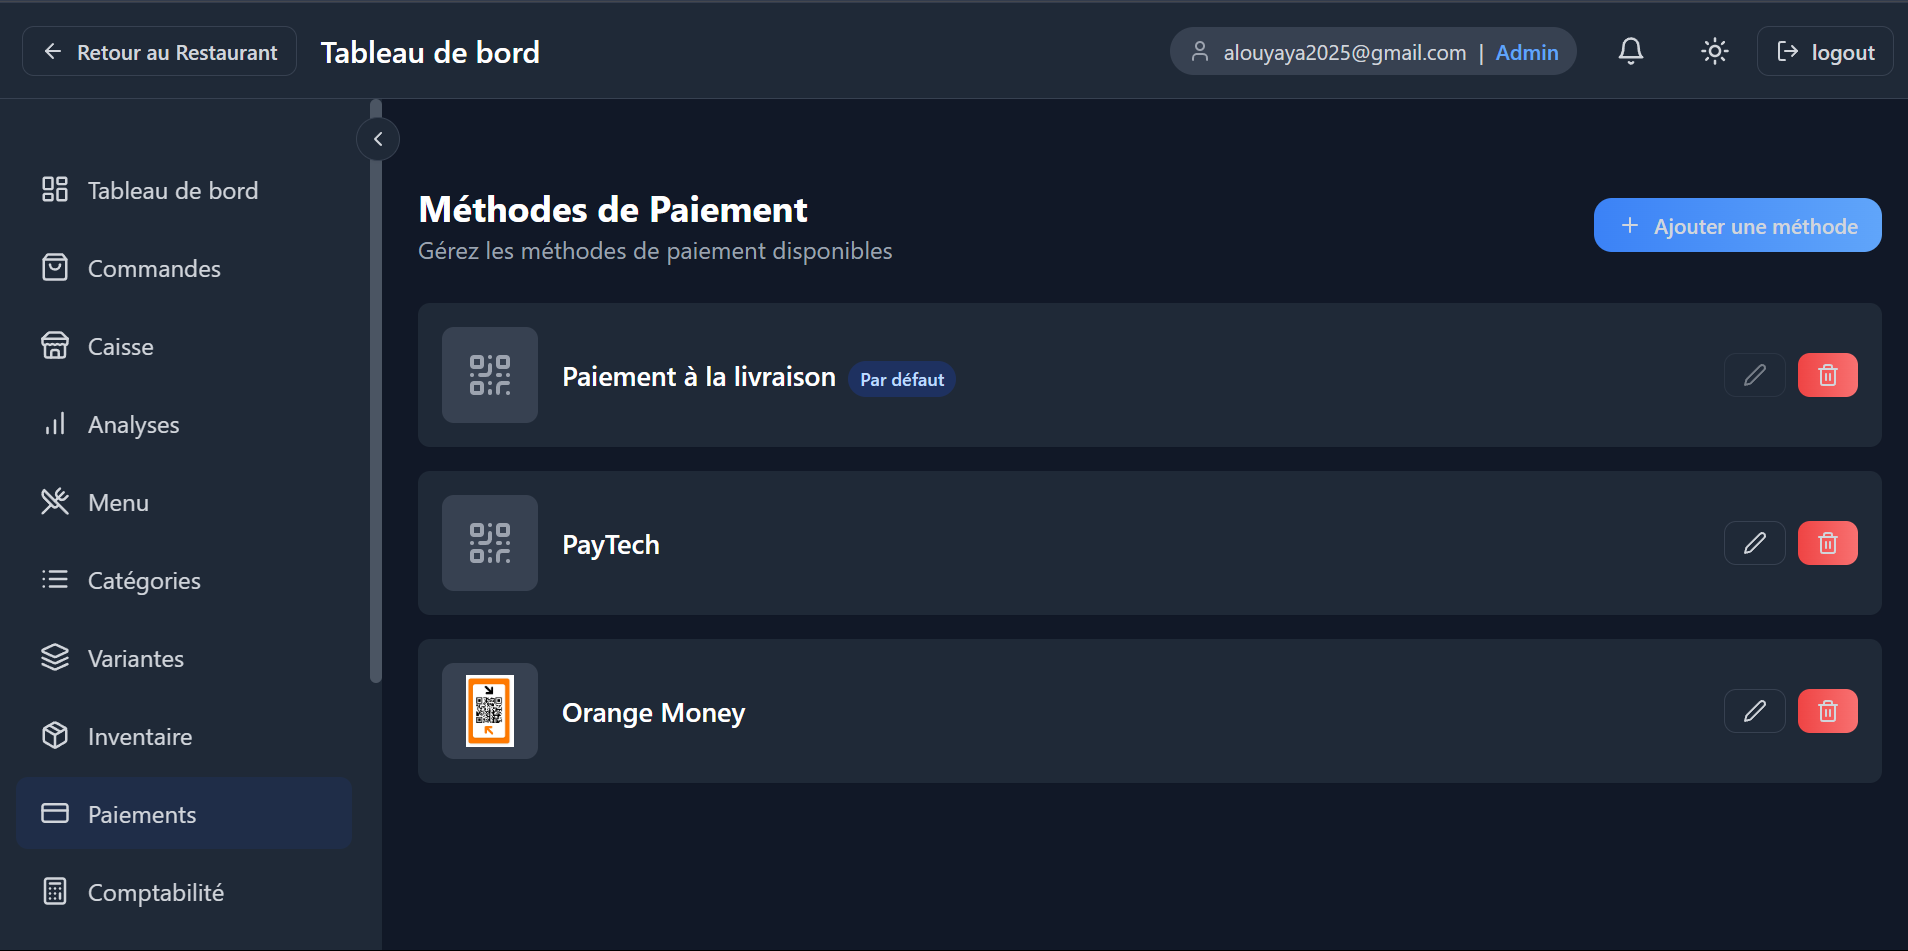 Retour au Restaurant
Tableau de bord
alouyaya2025@gmail.com | Admin
logout
Tableau de bord
Commandes
Caisse
Analyses
Menu
Catégories
Variantes
Inventaire
Paiements
Comptabilité
Méthodes de Paiement
Gérez les méthodes de paiement disponibles
Ajouter une méthode
Paiement à la livraison Par défaut
PayTech
Orange Money